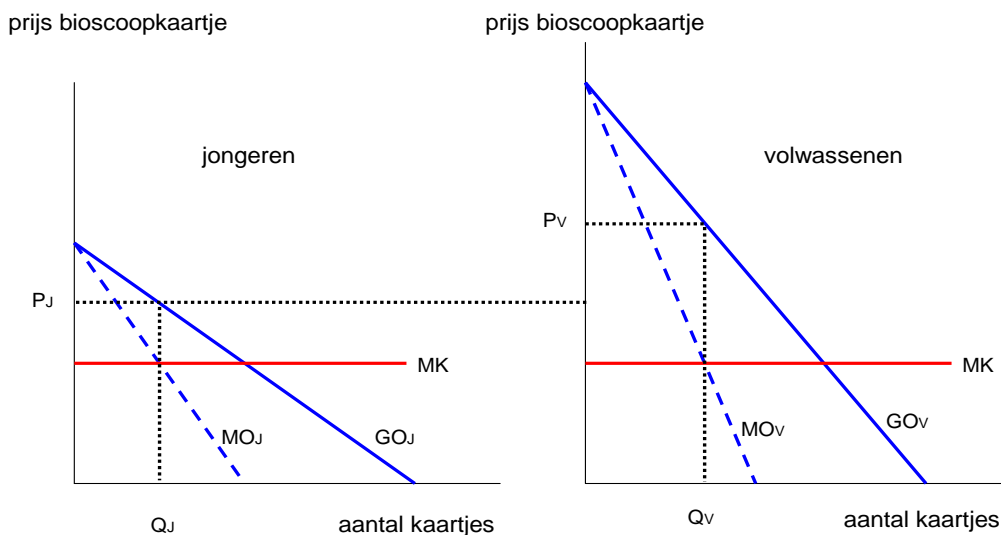 prijs bioscoopkaartje
jongeren
PJ
MK
MOJ
GOJ
QJ
aantal kaartjes
prijs bioscoopkaartje
volwassenen
PV
MK
MOV
GOV
QV
aantal kaartjes